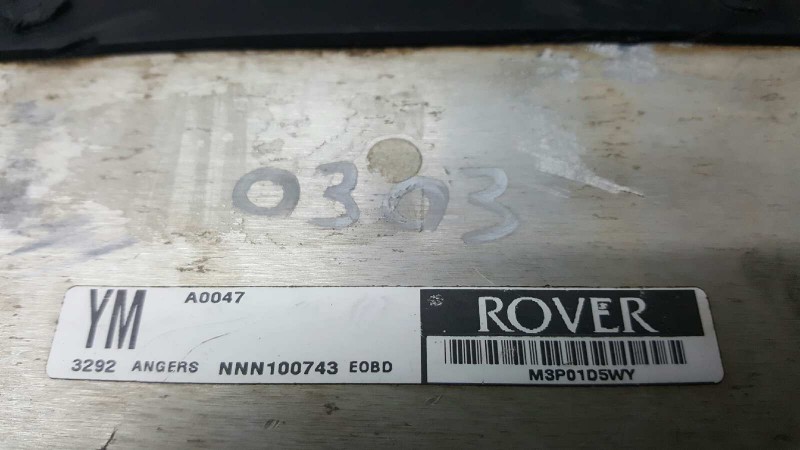 0303
YM A0047
3292 ANGERS NNN100743 EOBD
ROVER
M3P01D5WY